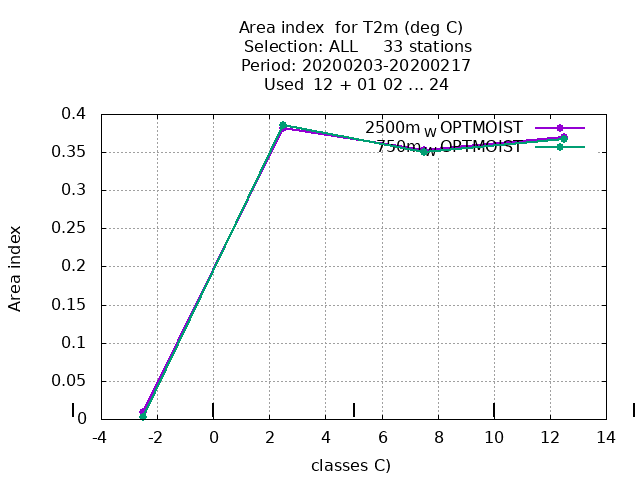 Area index  for T2m (deg C)
Selection: ALL     33 stations
Period: 20200203-20200217
Used  12 + 01 02 ... 24
0.4
0.35
0.3
0.25
0.2
0.15
0.1
0.05
0
Area index
2500m W OPTMOIST
750m W OPTMOIST
-4 -2 0 2 4 6 8 10 12 14
classes C)